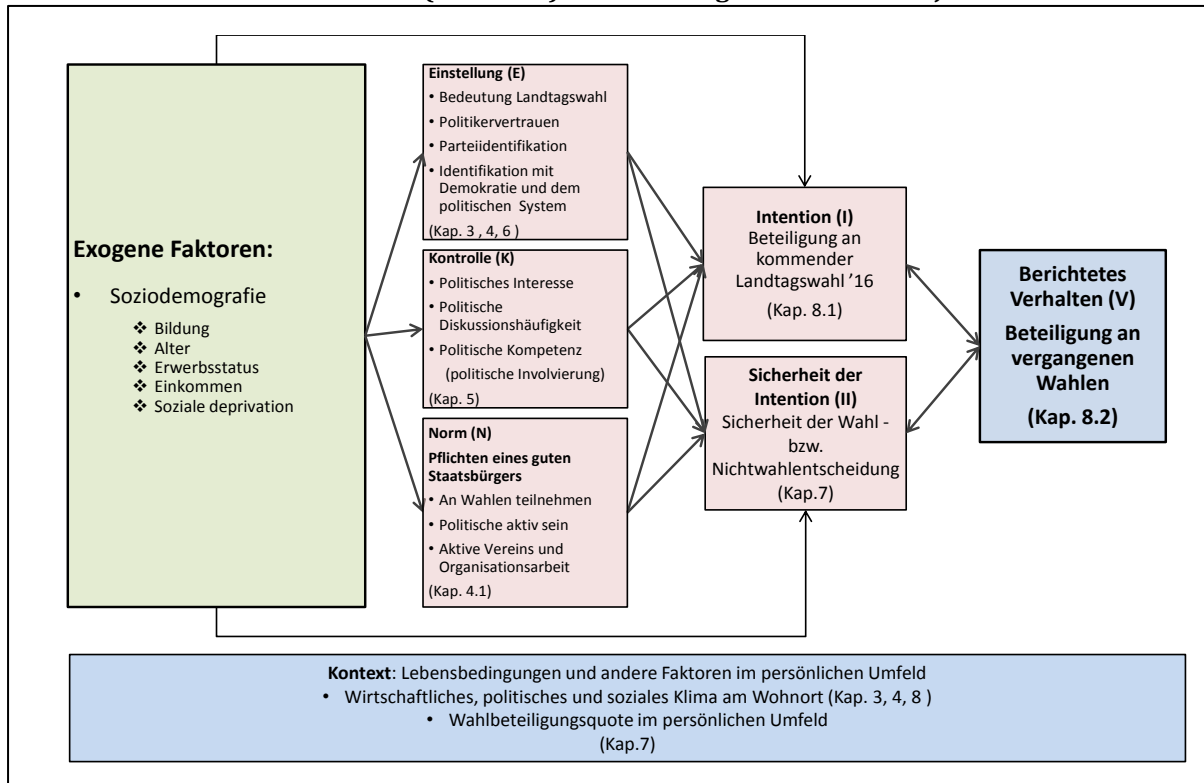 Exogene Faktoren:
• Soziodemografie
❖ Bildung
❖ Alter
❖ Erwerbsstatus
❖ Einkommen
❖ Soziale deprivation
Einstellung (E)
• Bedeutung Landtagswahl
• Politikervertrauen
• Parteiidentifikation
• Identifikation mit
Demokratie und dem
politischen System
(Kap. 3 , 4, 6 )
Kontrolle (K)
• Politisches Interesse
• Politische
Diskussionshäufigkeit
• Politische Kompetenz
(politische Involvierung)
(Kap. 5)
Norm (N)
Pflichten eines guten
Staatsbürgers
• An Wahlen teilnehmen
• Politische aktiv sein
• Aktive Vereins und
Organisationsarbeit
(Kap. 4.1)
Intention (I)
Beteiligung an
kommender
Landtagswahl ’16
(Kap. 8.1)
Sicherheit der
Intention (II)
Sicherheit der Wahl -
bzw.
Nichtwahlentscheidung
(Kap.7)
Berichtetes
Verhalten (V)
Beteiligung an
vergangenen
Wahlen
(Kap. 8.2)
Kontext: Lebensbedingungen und andere Faktoren im persönlichen Umfeld
• Wirtschaftliches, politisches und soziales Klima am Wohnort (Kap. 3, 4, 8 )
• Wahlbeteiligungsquote im persönlichen Umfeld
(Kap.7)